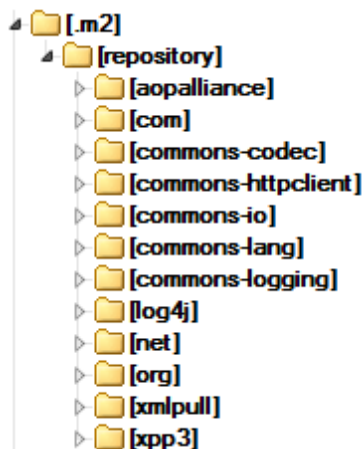 [.m2]
[repository]
[aopalliance]
[com]
[commons-codec]
[commons-httpclient]
[commons-io]
[commons-lang]
[commons-logging]
[log4j]
[net]
[org]
[xmlpull]
[xpp3]